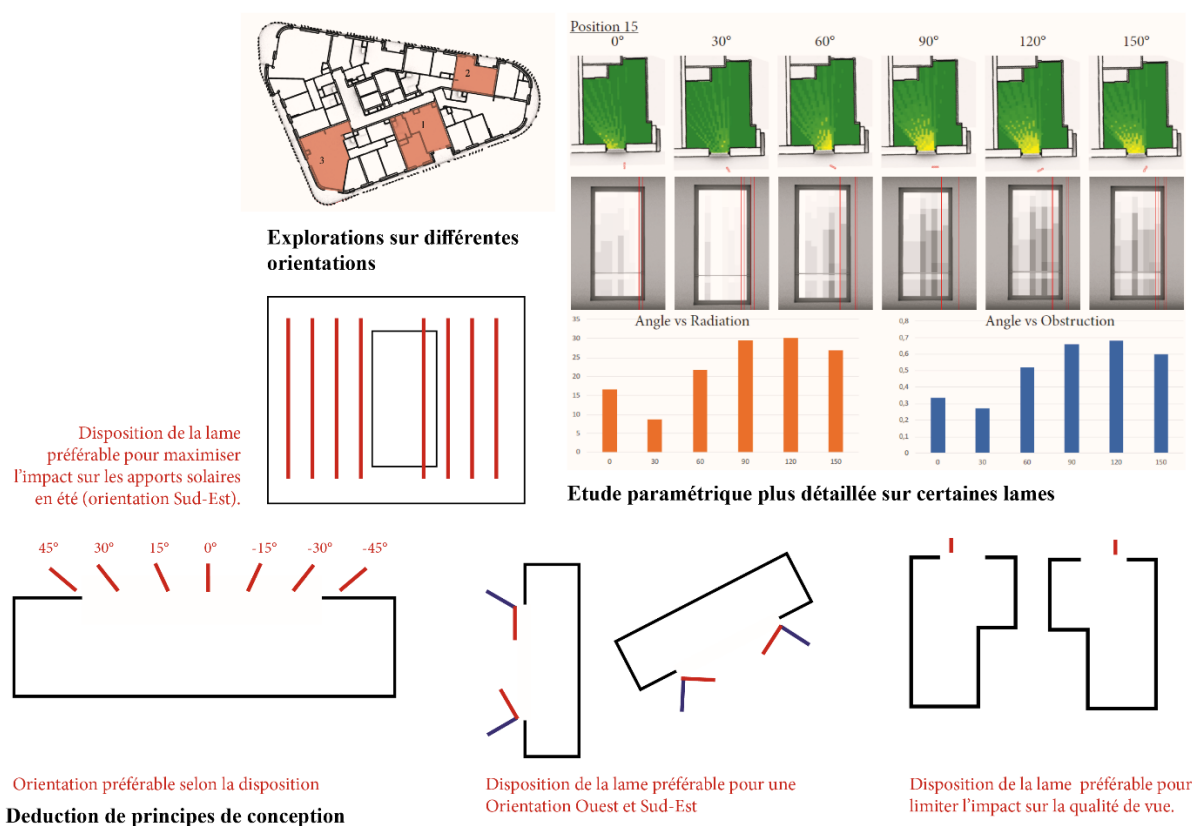 Position 15
0° 30° 60° 90° 120° 150°
2
1
3
Explorations sur différentes
orientations
Angle vs Radiation
35
30
25
20
15
10
5
0
0 30 60 90 120 150
Angle vs Obstruction
0,8
0,7
0,6
0,5
0,4
0,3
0,2
0,1
0
0 30 60 90 120 150
Etude paramétrique plus détaillée sur certaines lames
Disposition de la lame
préférable pour maximiser
l'impact sur les apports solaires
en été (orientation Sud-Est).
45° 30° 15° 0° -15° -30° -45°
Orientation préférable selon la disposition
Disposition de la lame préférable pour une
Orientation Ouest et Sud-Est
Disposition de la lame préférable pour
limiter l'impact sur la qualité de vue.
Deduction de principes de conception